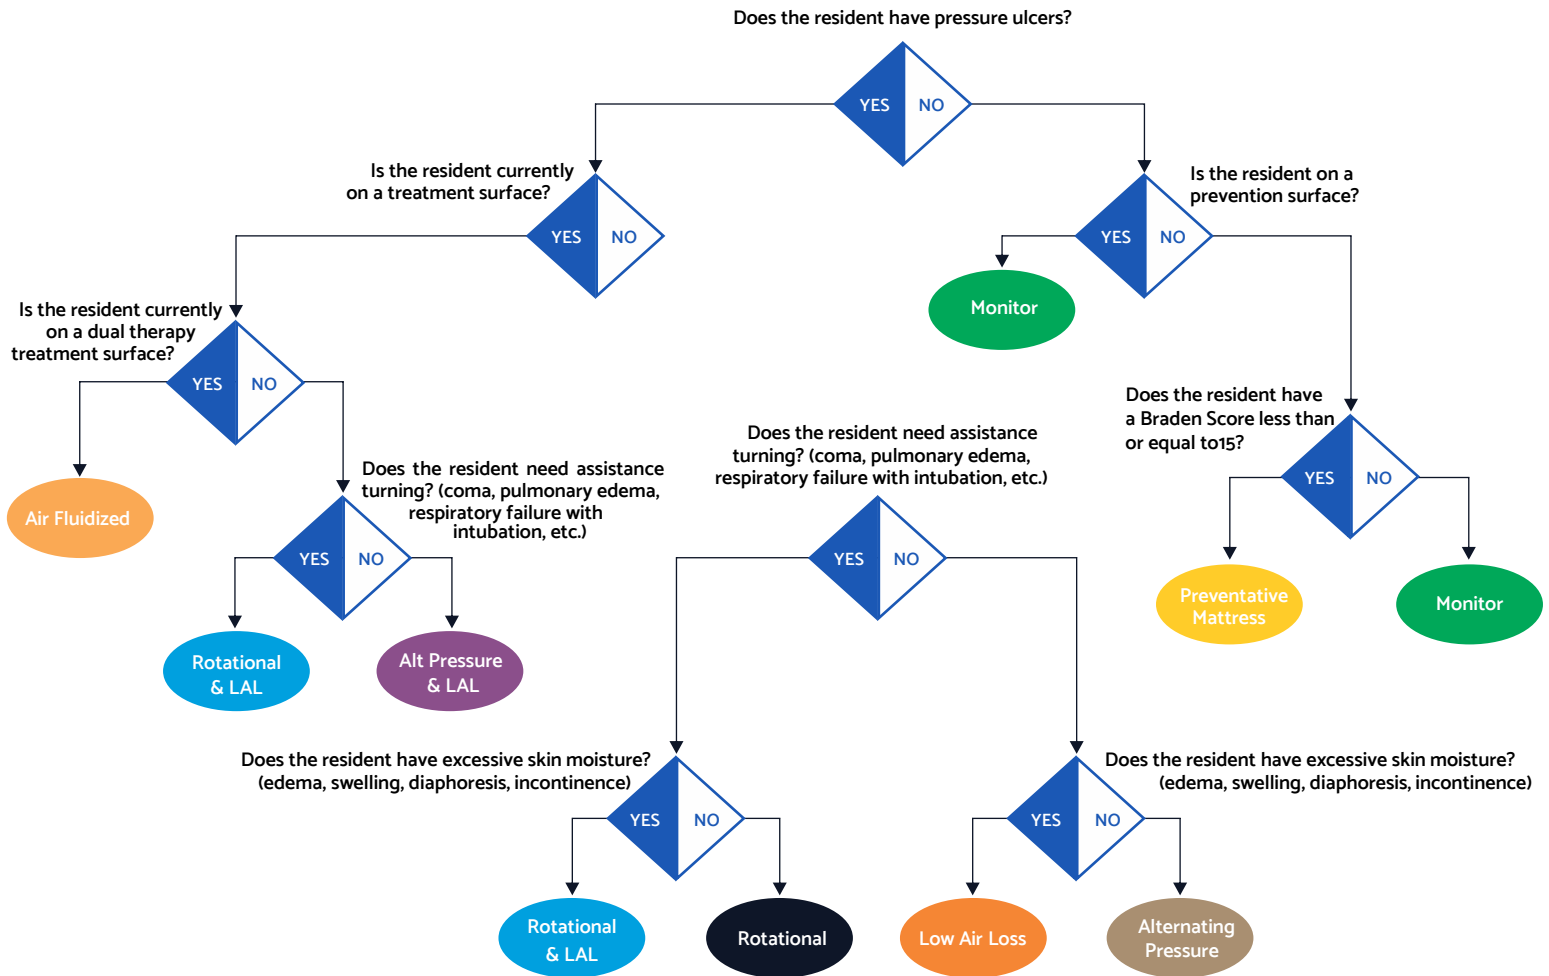 Does the resident have pressure ulcers?
YES
NO
Is the resident currently
on a treatment surface?
YES
NO
Is the resident on a
prevention surface?
YES
NO
Monitor
Is the resident currently
on a dual therapy
treatment surface?
YES
NO
Air Fluidized
Does the resident need assistance
turning? (coma, pulmonary edema,
respiratory failure with
intubation, etc.)
YES
NO
Rotational
& LAL
Alt Pressure
& LAL
Does the resident need assistance
turning? (coma, pulmonary edema,
respiratory failure with intubation, etc.)
YES
NO
Does the resident have
a Braden Score less than
or equal to15?
YES
NO
Preventative
Mattress
Monitor
Does the resident have excessive skin moisture?
(edema, swelling, diaphoresis, incontinence)
YES
NO
Rotational
& LAL
Rotational
Does the resident have excessive skin moisture?
(edema, swelling, diaphoresis, incontinence)
YES
NO
Low Air Loss
Alternating
Pressure